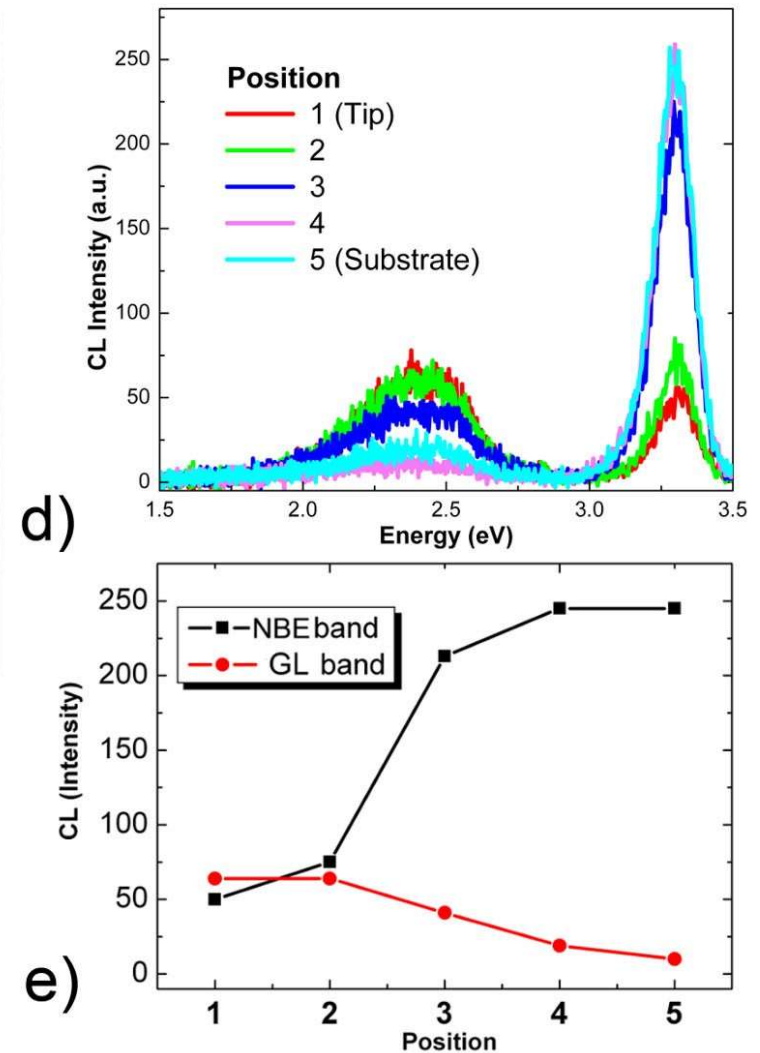 250
200
150
100
50
0
CL Intensity (a.u.)
Position
1 (Tip)
2
3
4
5 (Substrate)
1.5 2.0 2.5 3.0 3.5
Energy (eV)
d)
250
200
150
100
50
0
CL (Intensity)
NBE band
GL band
1 2 3 4 5
Position
e)